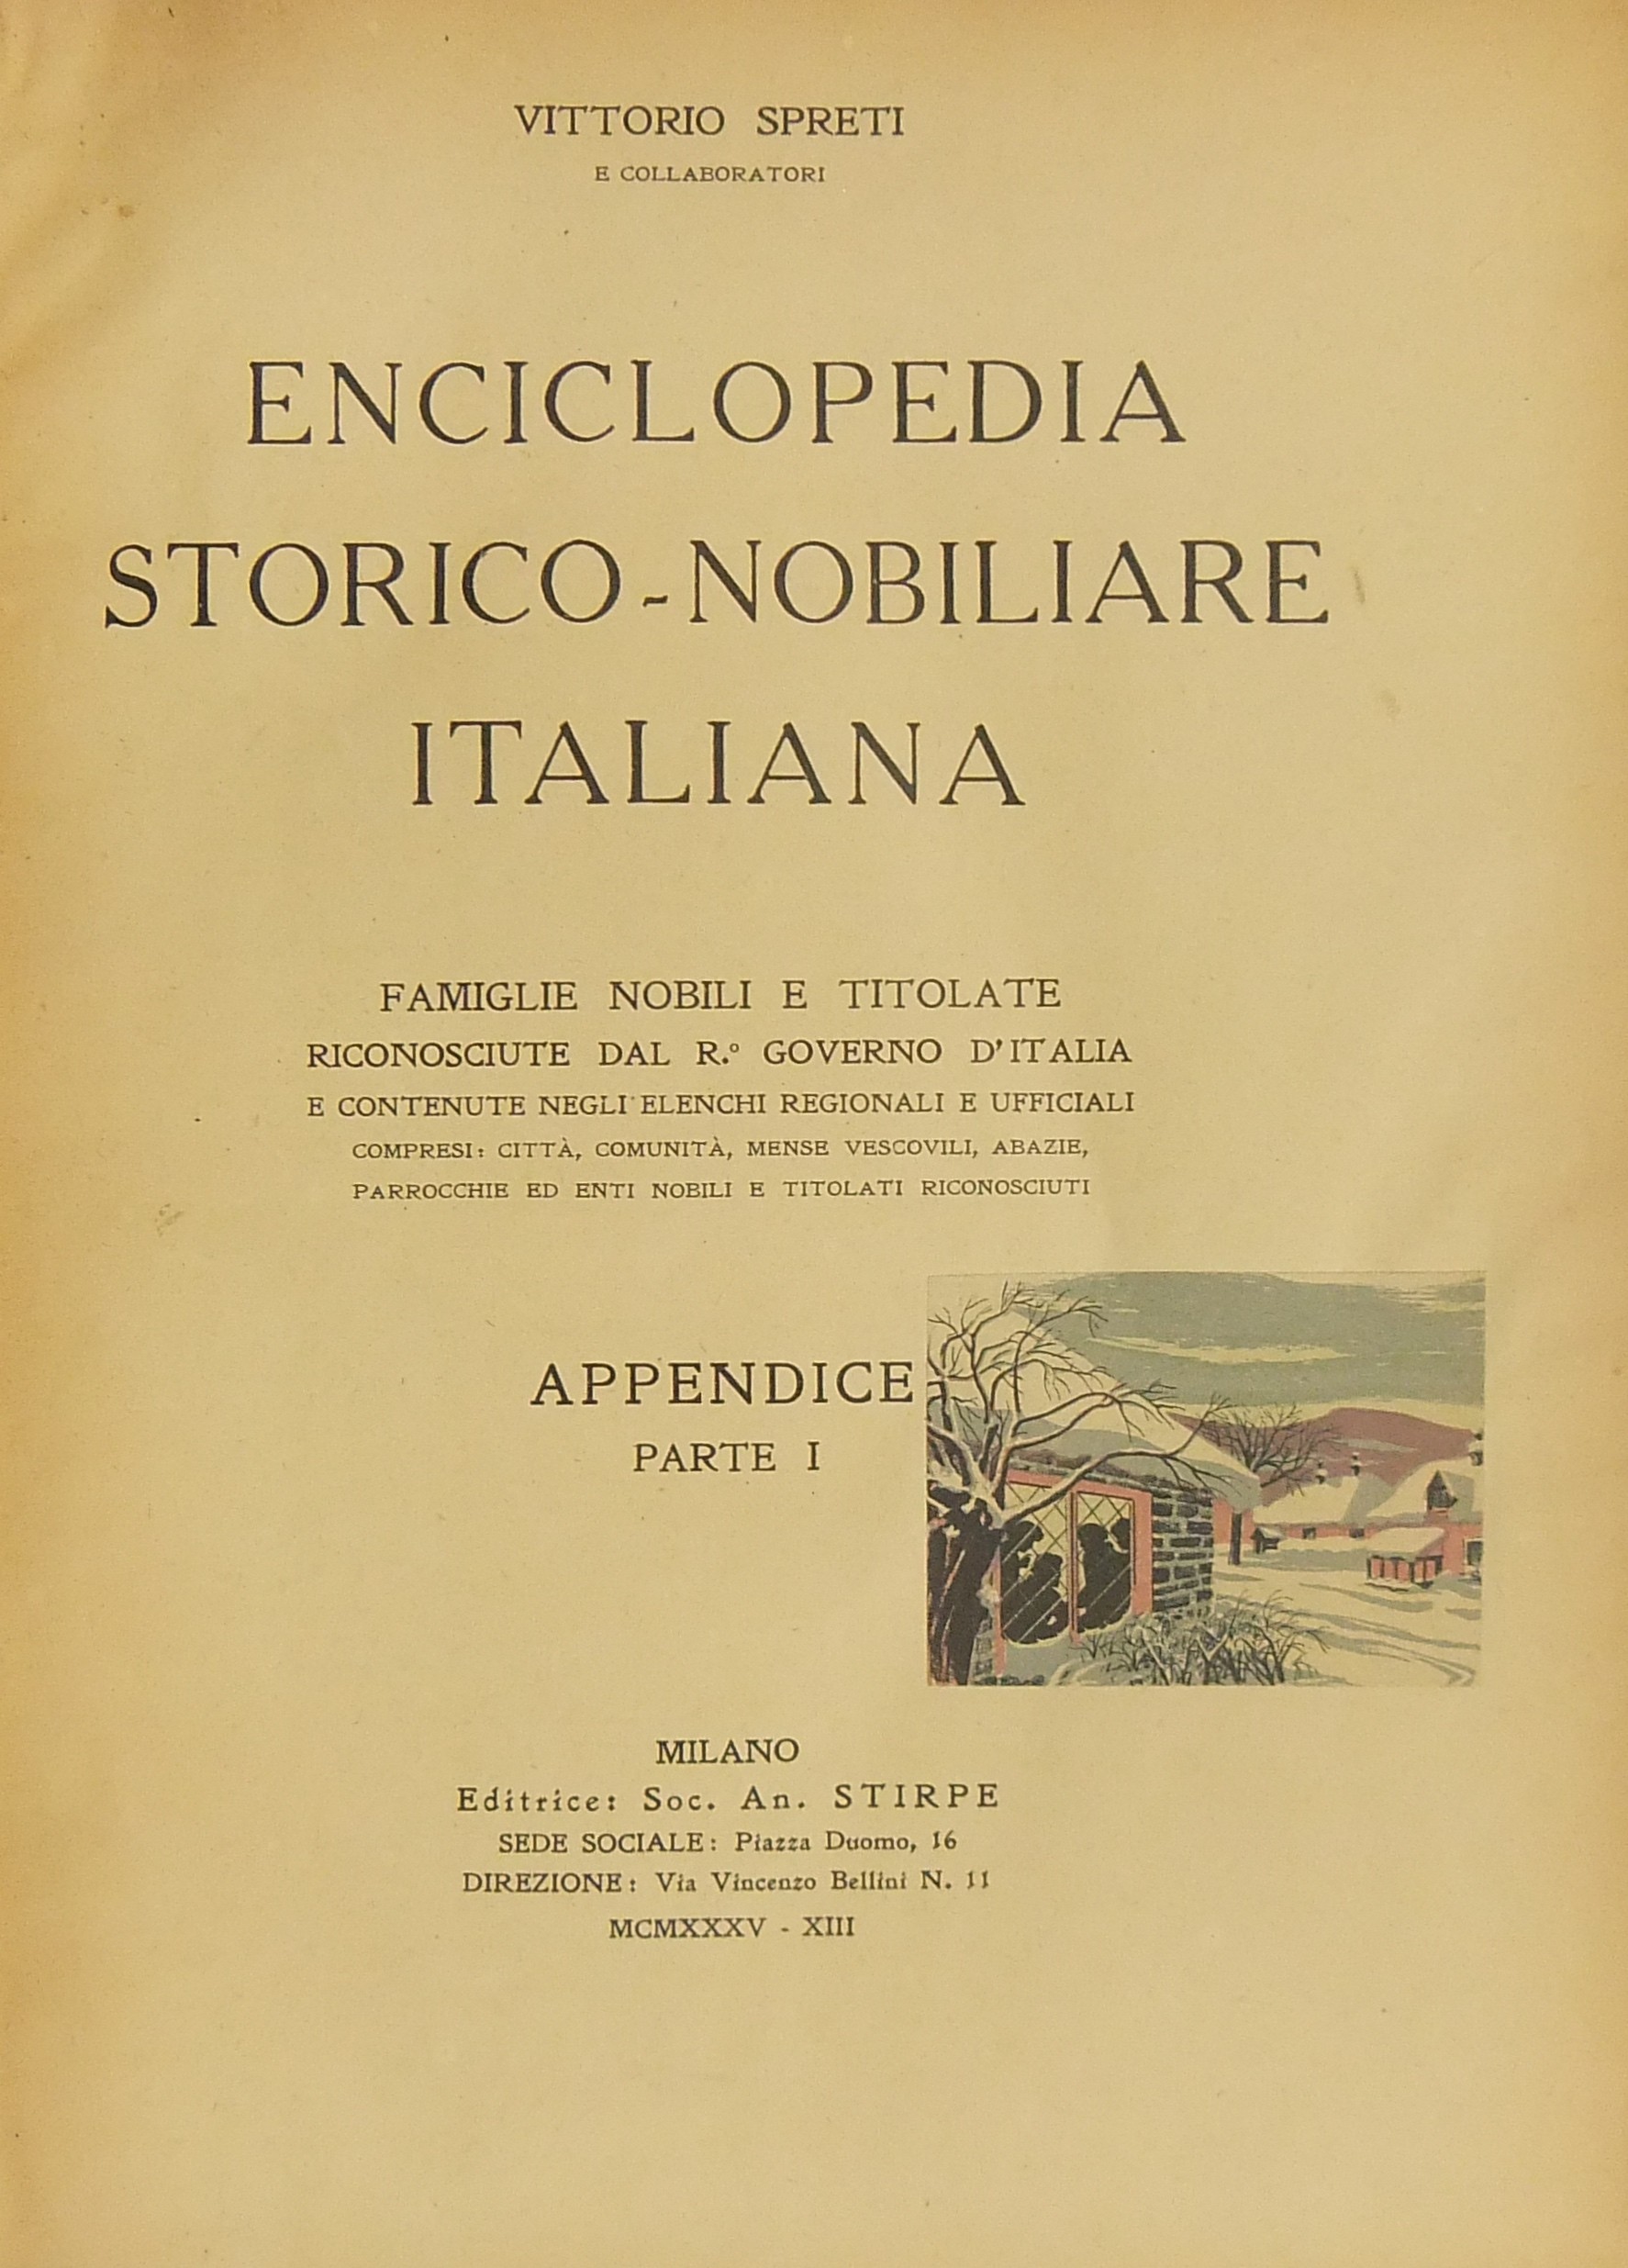 VITTORIO SPRETI
E COLLABORATORI
ENCICLOPEDIA
STORICO-NOBILIARE
ITALIANA
FAMIGLIE NOBILI E TITOLATE
RICONOSCIUTE DAL R.º GOVERNO D'ITALIA
E CONTENUTE NEGLI ELENCHI REGIONALI E UFFICIALI
COMPRESI: CITTÀ, COMUNITÀ, MENSE VESCOVILI, ABAZIE,
PARROCCHIE ED ENTI NOBILI E TITOLATI RICONOSCIUTI
APPENDICE
PARTE I
MILANO
Editrice: Soc. An. STIRPE
SEDE SOCIALE: Piazza Duomo, 16
DIREZIONE: Via Vincenzo Bellini N. 11
MCMXXXV - XIII